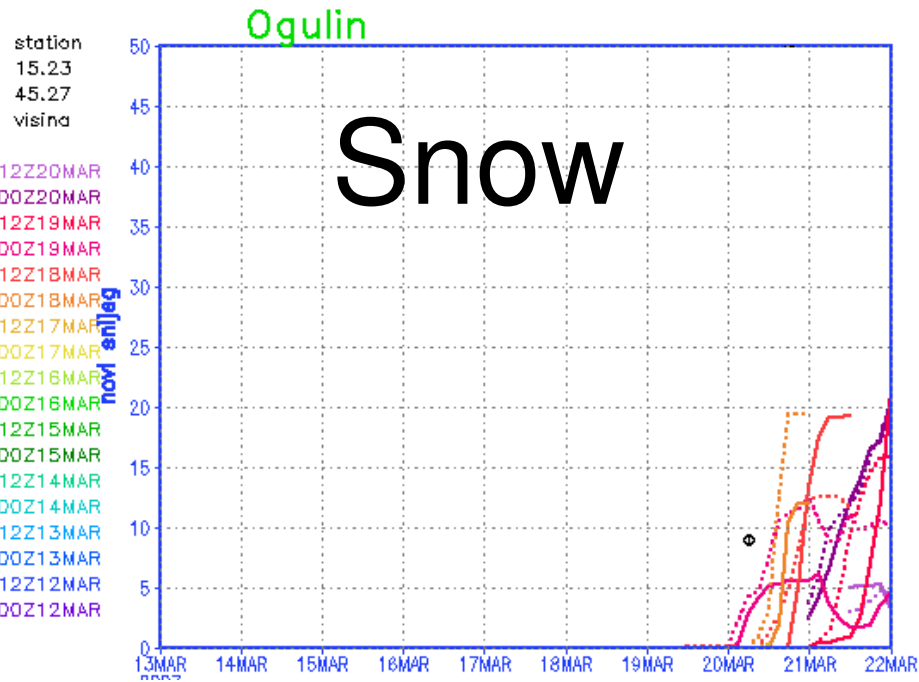 Ogulin
station
15.23
45.27
visina
Snow
12Z20MAR
00Z20MAR
12Z19MAR
00Z19MAR
12Z18MAR
00Z18MAR
12Z17MAR
00Z17MAR
12Z16MAR
00Z16MAR
12Z15MAR
00Z15MAR
12Z14MAR
00Z14MAR
12Z13MAR
00Z13MAR
12Z12MAR
00Z12MAR
novi snijeg
50
45
40
35
30
25
20
15
10
5
0
13MAR 14MAR 15MAR 16MAR 17MAR 18MAR 19MAR 20MAR 21MAR 22MAR